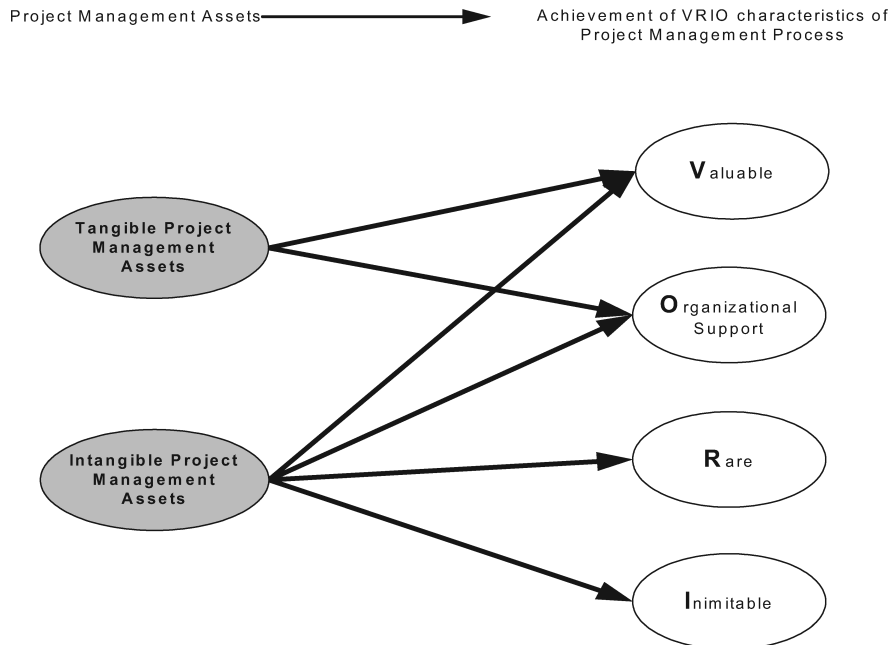 Project Management Assets
Achievement of VRIO characteristics of
Project Management Process
Valuable
Tangible Project
Management
Assets
Organizational
Support
Intangible Project
Management
Assets
Rare
Inimitable